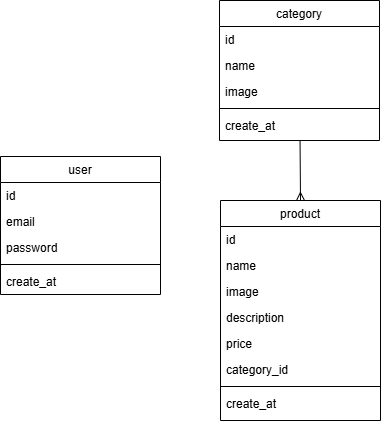 category
id
name
image
create_at
user
id
email
password
create_at
product
id
name
image
description
price
category_id
create_at